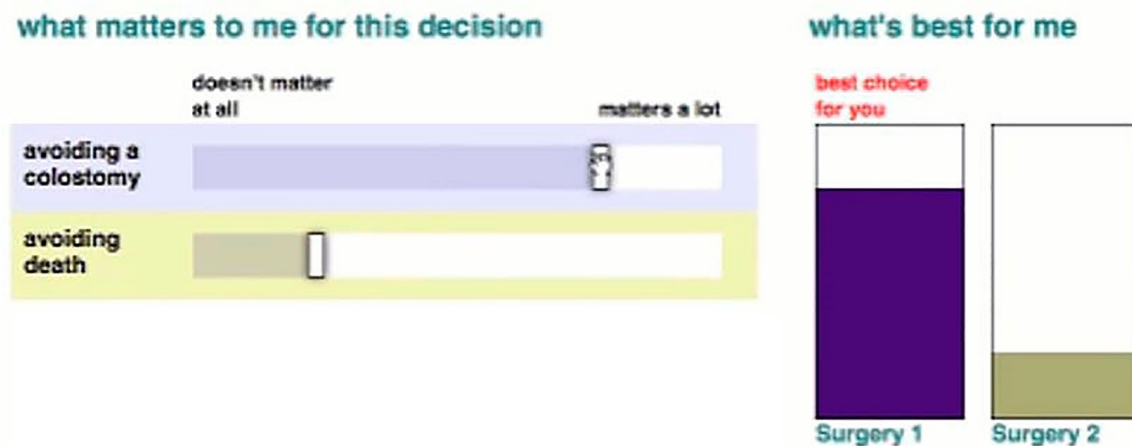 what matters to me for this decision
what's best for me
doesn't matter
at all
matters a lot
best choice
for you
avoiding a
colostomy
avoiding
death
Surgery 1
Surgery 2